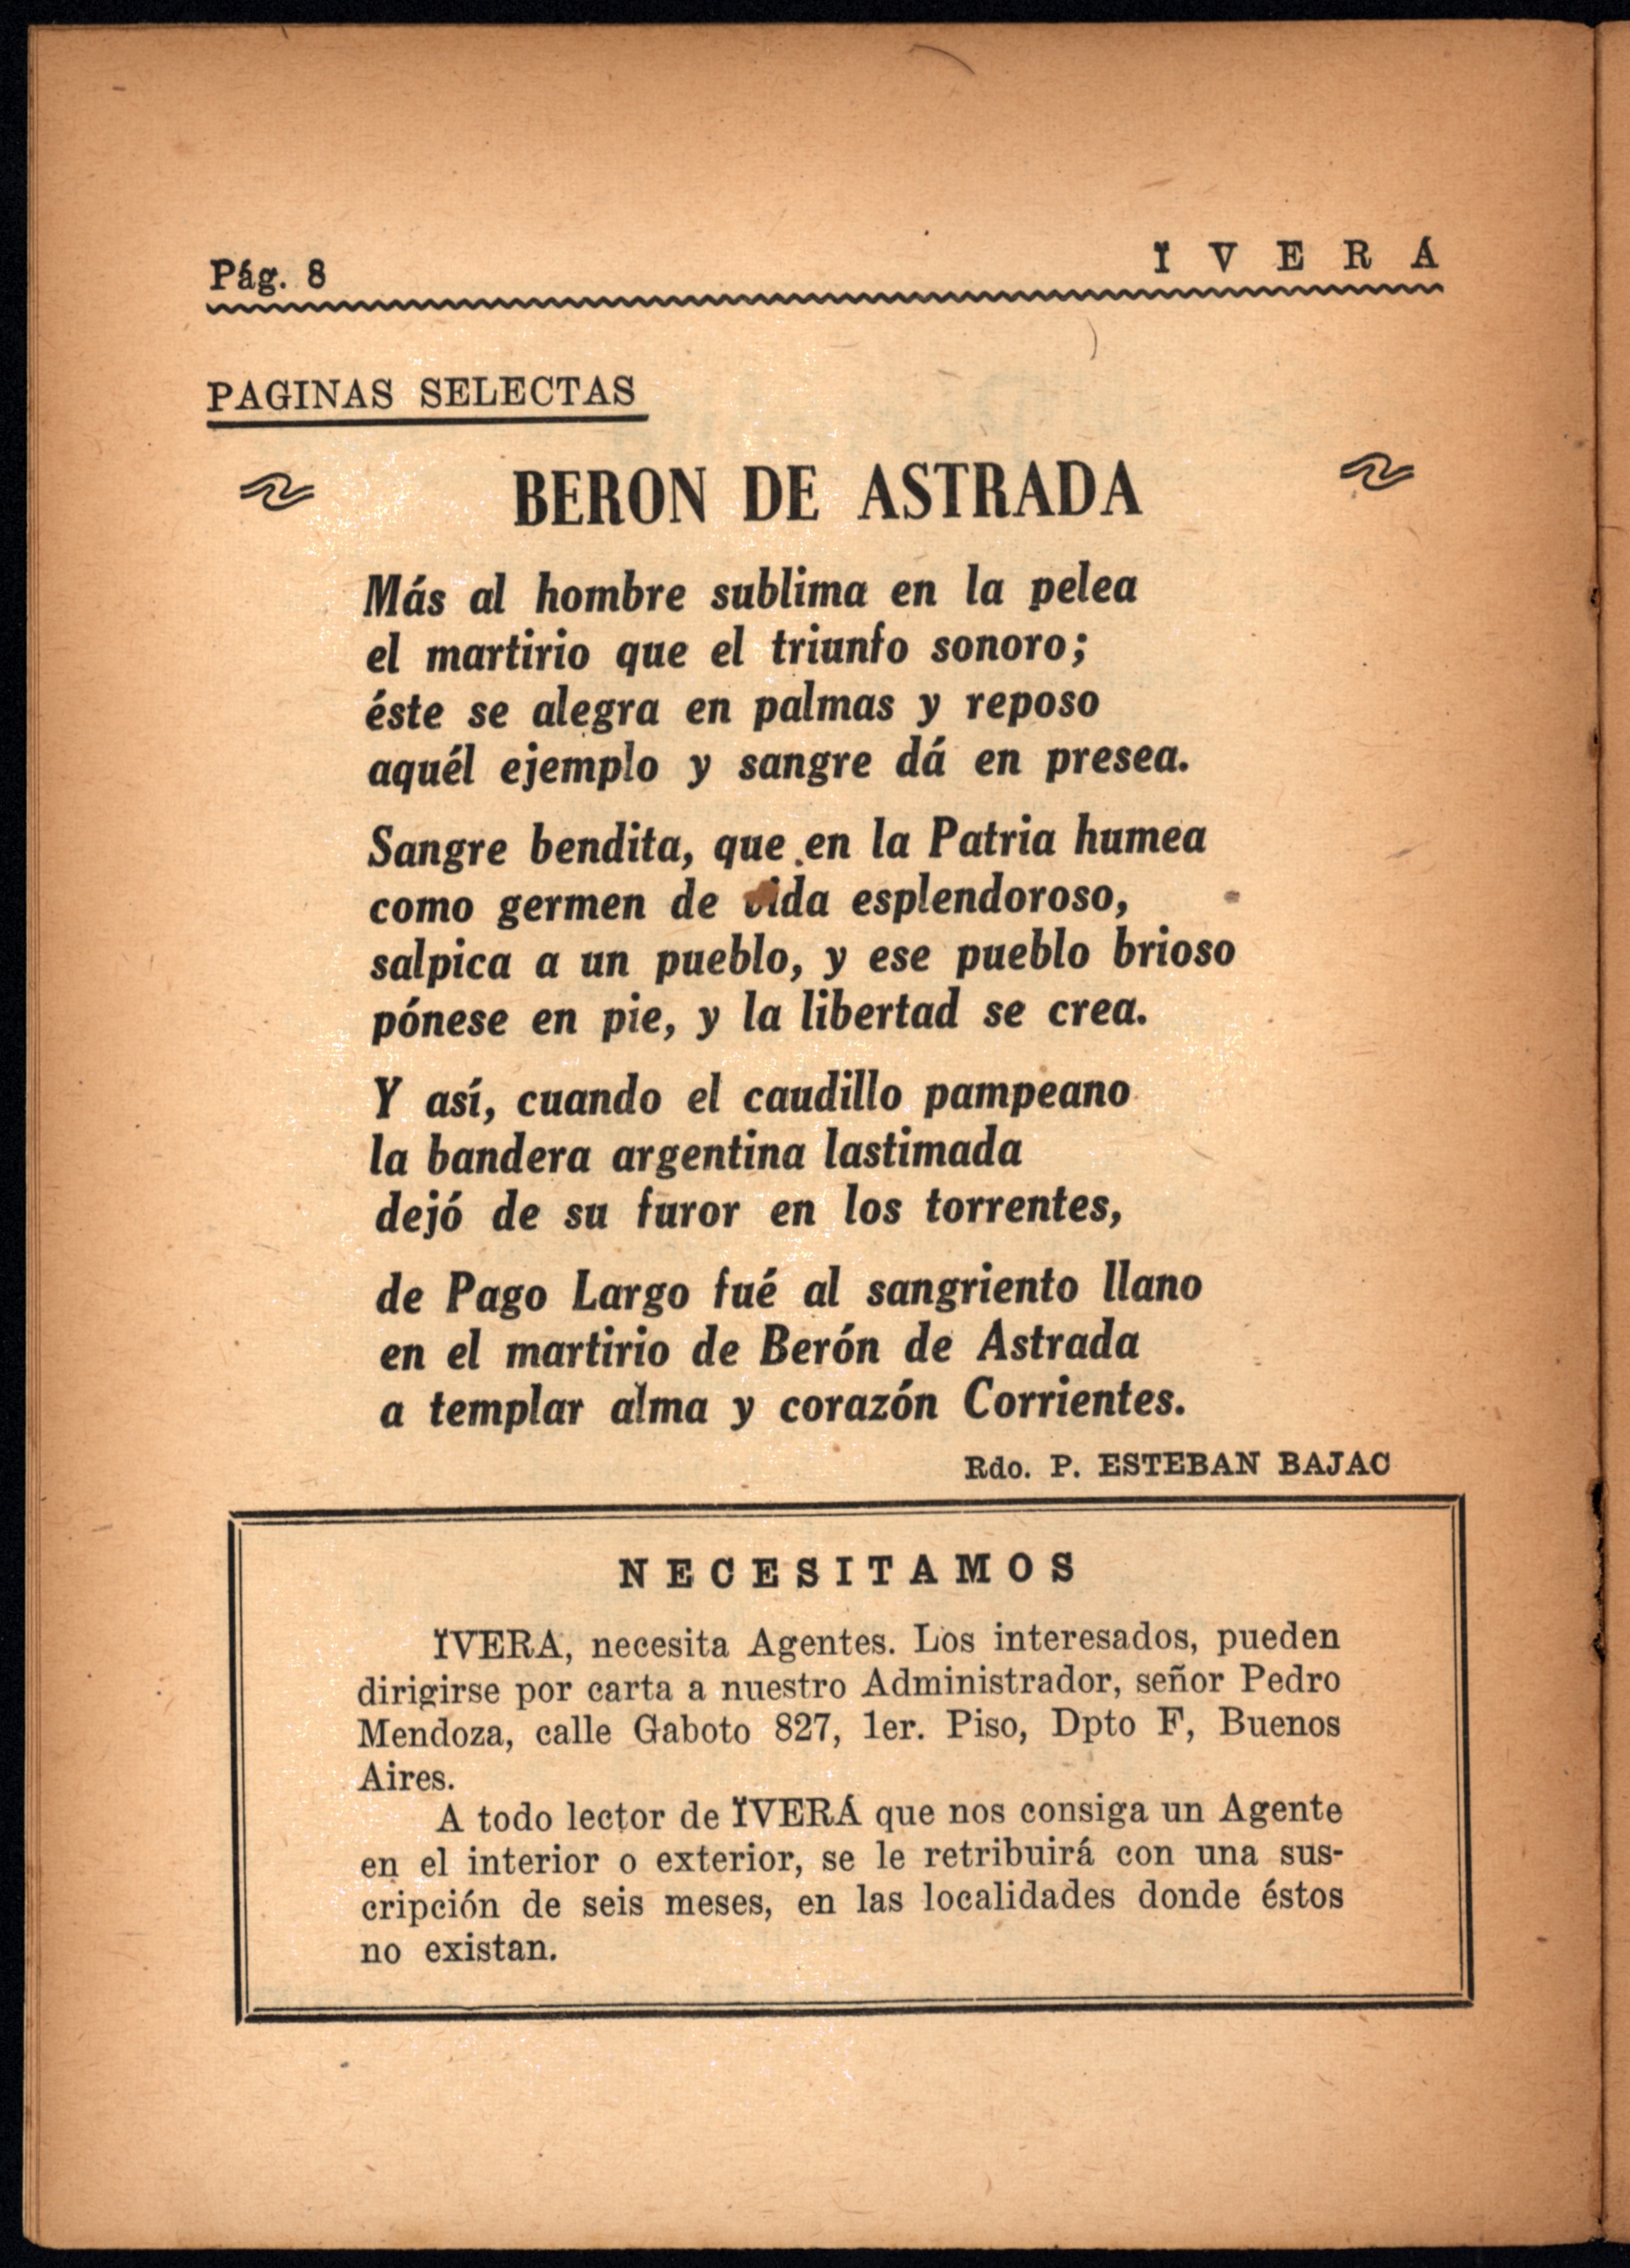 Pág. 8
ÏVERÁ
PAGINAS SELECTAS
BERON DE ASTRADA
Más al hombre sublima en la pelea
el martirio que el triunfo sonoro;
éste se alegra en palmas y reposo
aquél ejemplo y sangre dá en presea.
Sangre bendita, que en la Patria humea
como germen de vida esplendoroso,
salpica a un pueblo, y ese pueblo brioso
pónese en pie, y la libertad se crea.
Y así, cuando el caudillo pampeano
la bandera argentina lastimada
dejó de su furor en los torrentes,
de Pago Largo fué al sangriento llano
en el martirio de Berón de Astrada
a templar alma y corazón Corrientes.
Rdo. P. ESTEBAN BAJAC
NECESITAMOS
ÏVERA, necesita Agentes. Los interesados, pueden
dirigirse por carta a nuestro Administrador, señor Pedro
Mendoza, calle Gaboto 827, 1er. Piso, Dpto F, Buenos
Aires.
A todo lector de ÏVERÁ que nos consiga un Agente
en el interior o exterior, se le retribuirá con una sus-
cripción de seis meses, en las localidades donde éstos
no existan.